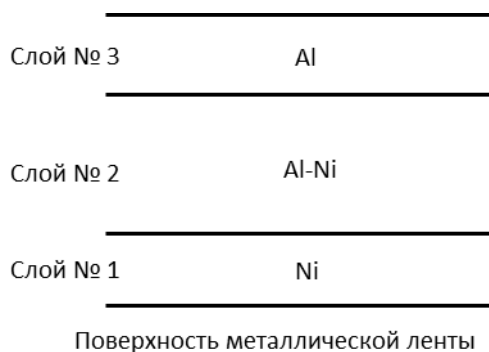 Слой № 3 Al
Слой № 2 Al-Ni
Слой № 1 Ni
Поверхность металлической ленты